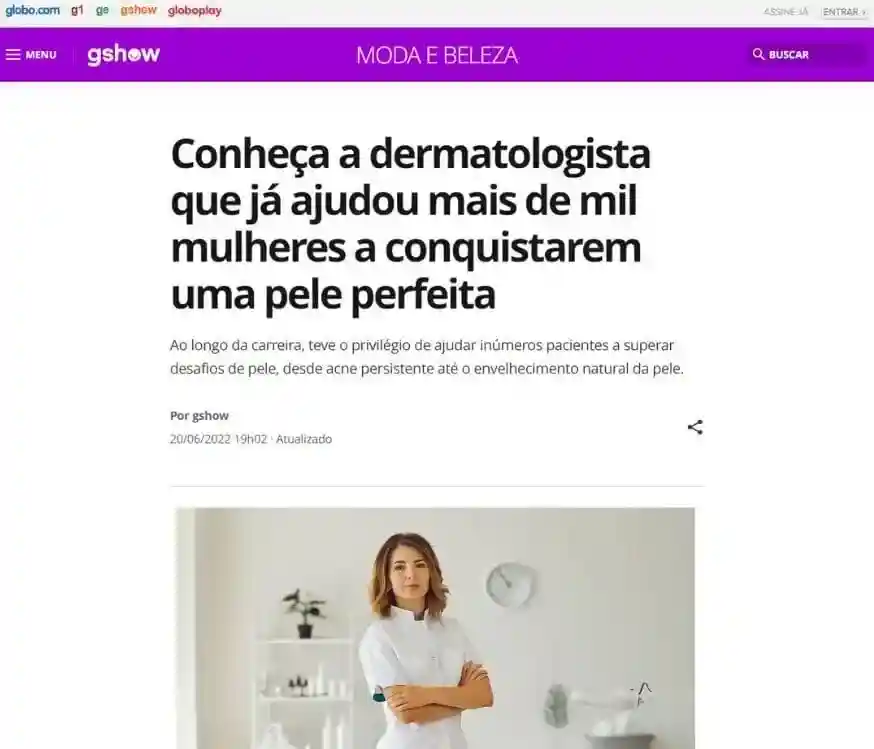 globo.com g1 ge gshow globoplay ASSINE JÁ ENTRAR ›
MENU gshow MODA E BELEZA BUSCAR
Conheça a dermatologista
que já ajudou mais de mil
mulheres a conquistarem
uma pele perfeita
Ao longo da carreira, teve o privilégio de ajudar inúmeros pacientes a superar
desafios de pele, desde acne persistente até o envelhecimento natural da pele.
Por gshow
20/06/2022 19h02 · Atualizado